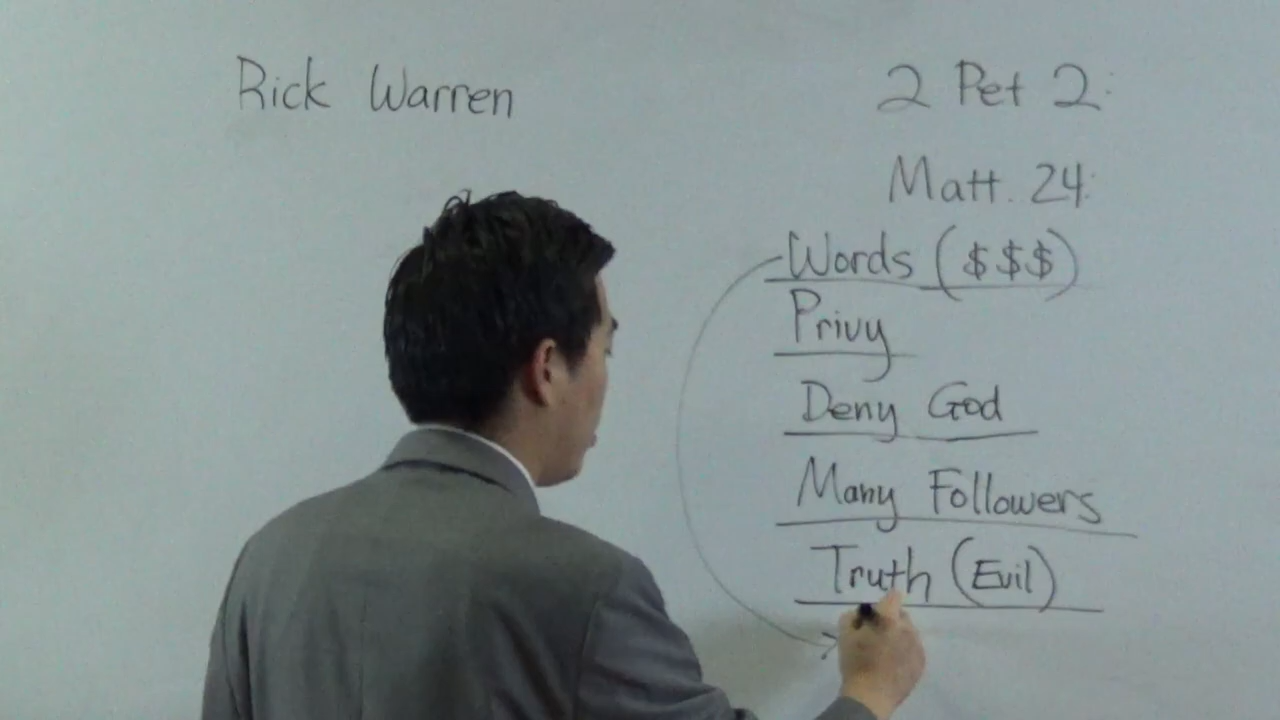 Rick Warren
2 Pet 2:
Matt. 24:
Words ($$$)
Privy
Deny God
Many Followers
Truth (Evil)